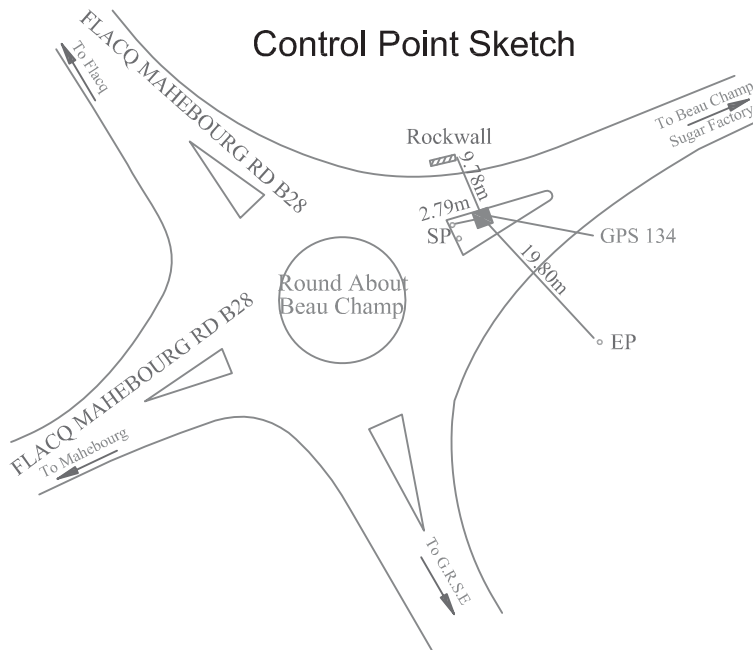 Control Point Sketch
To Flacq
FLACQ MAHEBOURG RD B28
To Beau Champ
Sugar Factory
Rockwall
9.78m
2.79m
SP
GPS 134
19.80m
EP
Round About
Beau Champ
FLACQ MAHEBOURG RD B28
To Mahebourg
To G.R.S.E